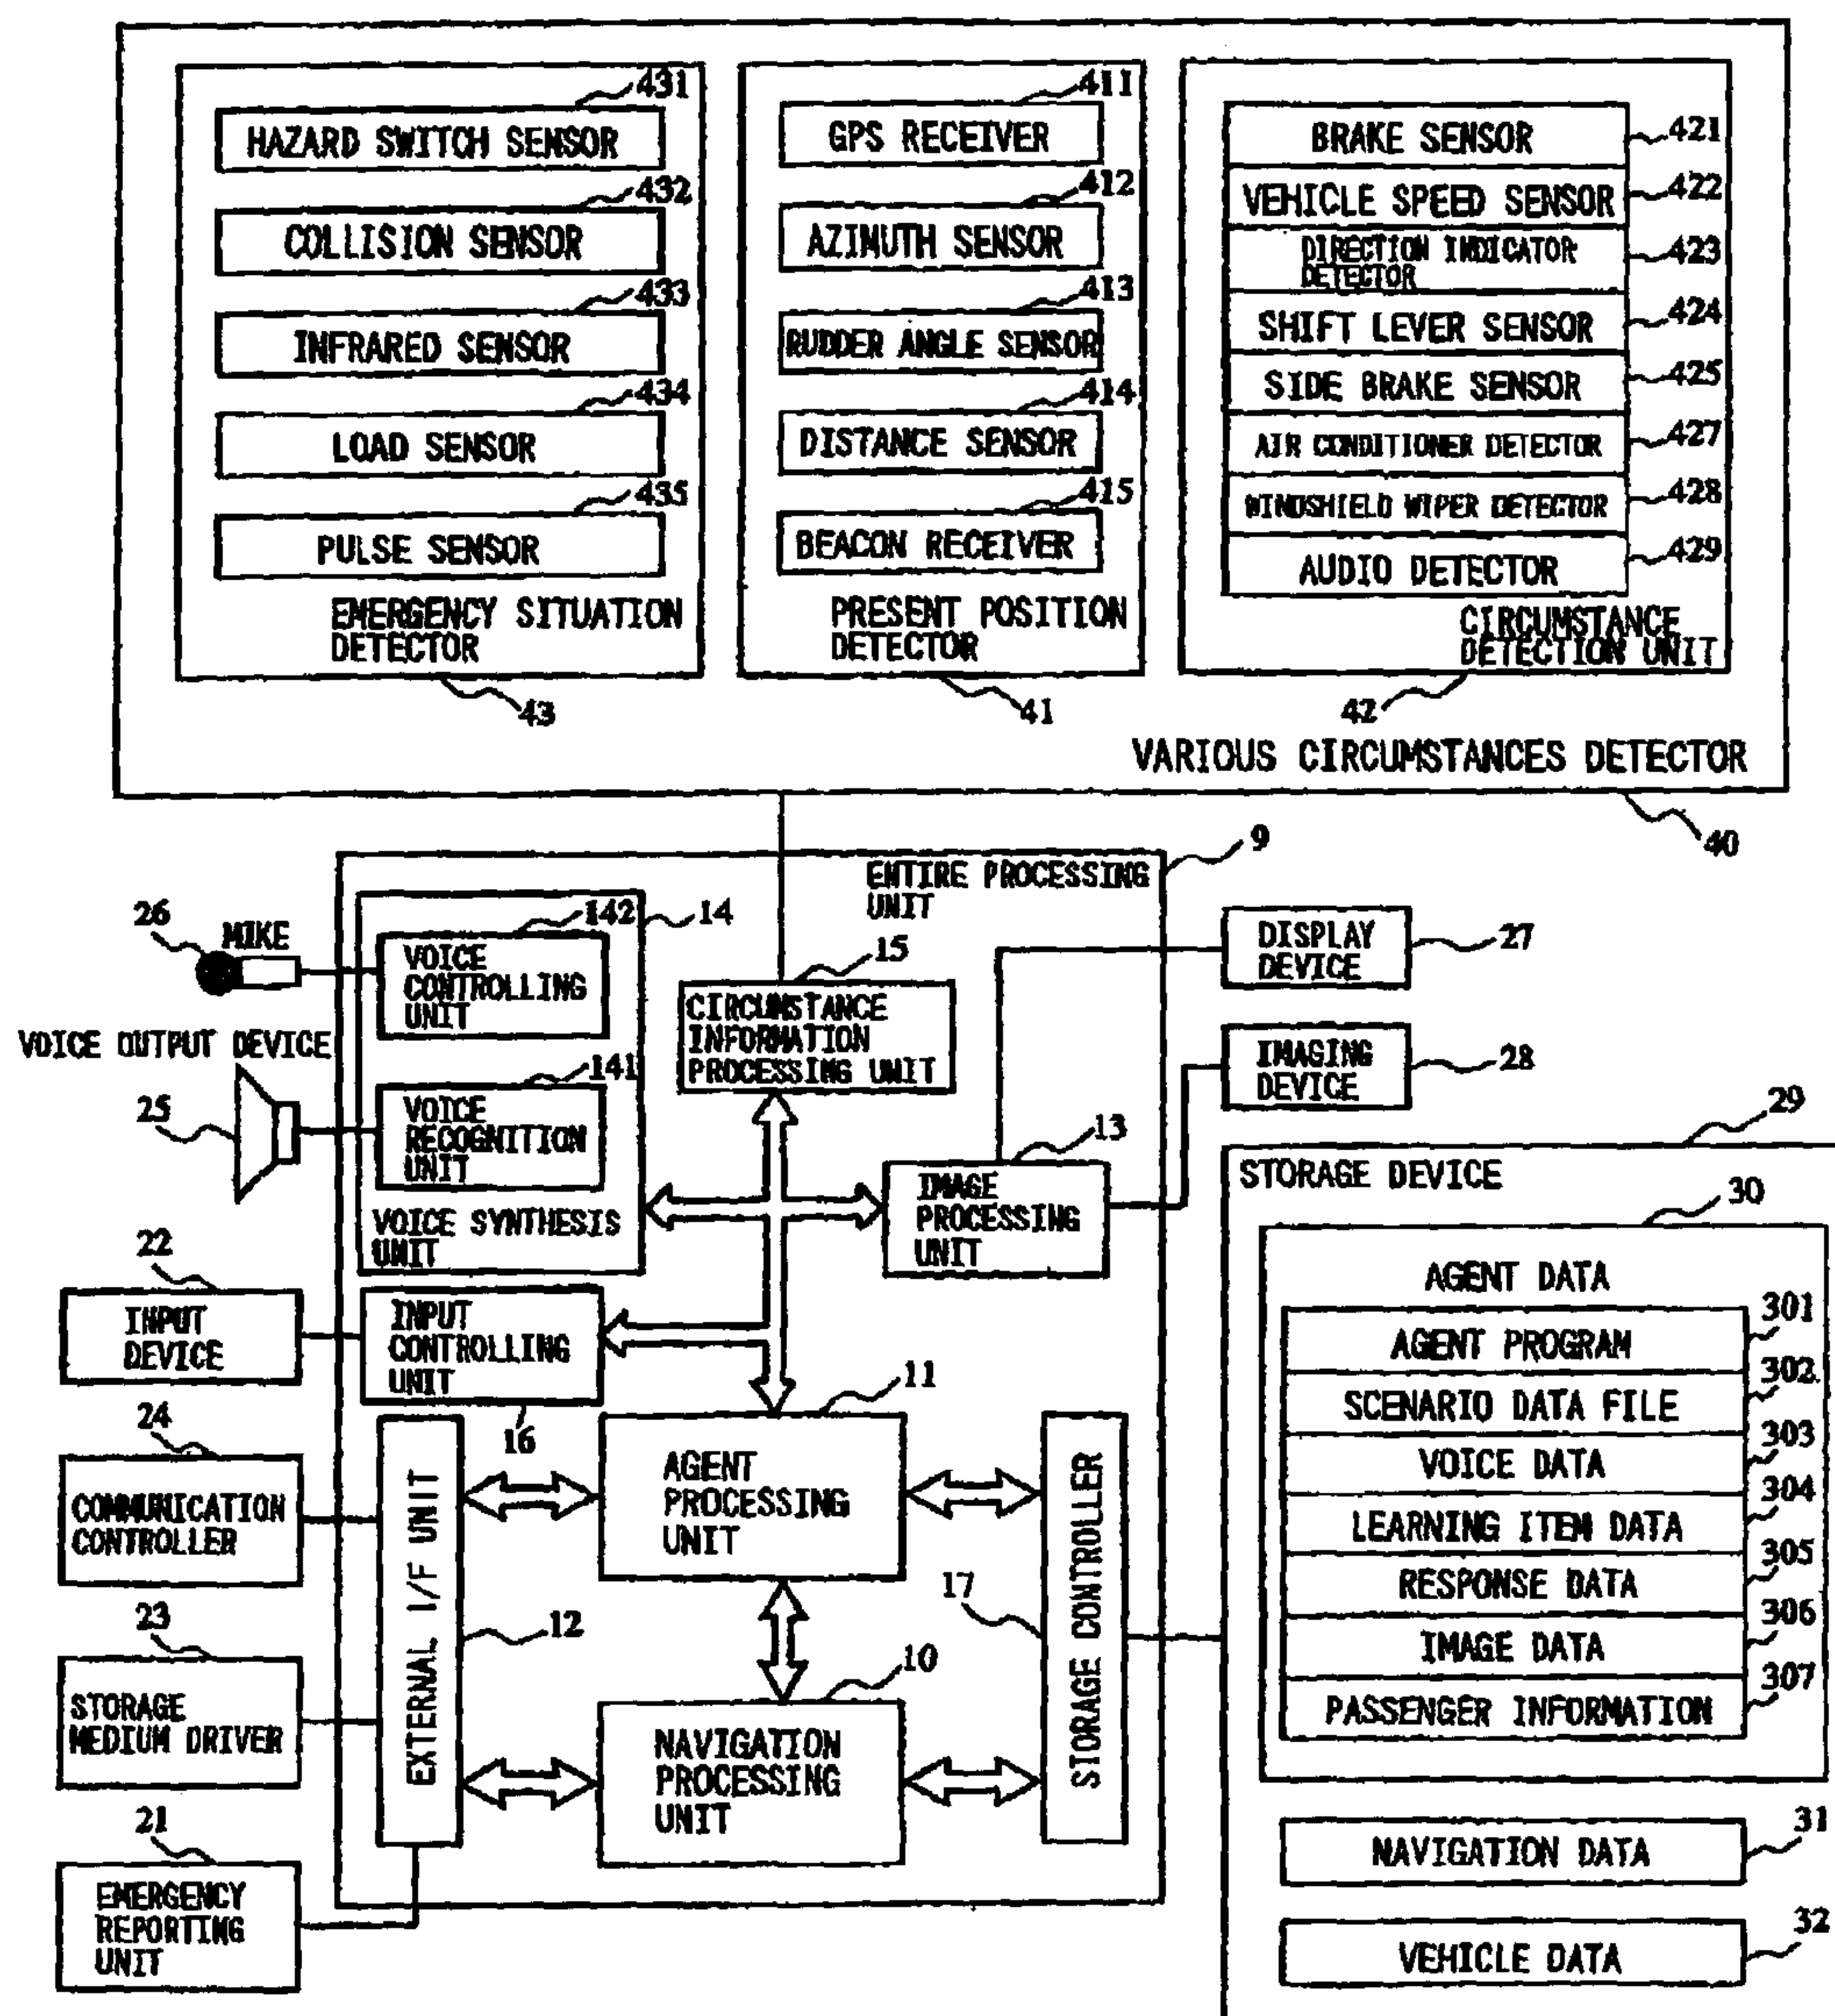 431
HAZARD SWITCH SENSOR
432
COLLISION SENSOR
433
INFRARED SENSOR
434
LOAD SENSOR
435
PULSE SENSOR
EMERGENCY SITUATION
DETECTOR
43
411
GPS RECEIVER
412
AZIMUTH SENSOR
413
RUDDER ANGLE SENSOR
414
DISTANCE SENSOR
415
BEACON RECEIVER
PRESENT POSITION
DETECTOR
41
BRAKE SENSOR
421
VEHICLE SPEED SENSOR
422
DIRECTION INDICATOR
DETECTOR
423
SHIFT LEVER SENSOR
424
SIDE BRAKE SENSOR
425
AIR CONDITIONER DETECTOR
427
WINDSHIELD WIPER DETECTOR
428
AUDIO DETECTOR
429
CIRCUMSTANCE
DETECTION UNIT
42
VARIOUS CIRCUMSTANCES DETECTOR
40
9
ENTIRE PROCESSING
UNIT
26
MIKE
14
142
VOICE
CONTROLLING
UNIT
VOICE OUTPUT DEVICE
25
141
VOICE
RECOGNITION
UNIT
VOICE SYNTHESIS
UNIT
15
CIRCUMSTANCE
INFORMATION
PROCESSING UNIT
13
IMAGE
PROCESSING
UNIT
DISPLAY
DEVICE
27
IMAGING
DEVICE
28
22
INPUT
DEVICE
INPUT
CONTROLLING
UNIT
16
24
COMMUNICATION
CONTROLLER
23
STORAGE
MEDIUM DRIVER
21
EMERGENCY
REPORTING
UNIT
EXTERNAL I/F UNIT
12
11
AGENT
PROCESSING
UNIT
10
NAVIGATION
PROCESSING
UNIT
17
STORAGE CONTROLLER
29
STORAGE DEVICE
30
AGENT DATA
301
AGENT PROGRAM
302
SCENARIO DATA FILE
303
VOICE DATA
304
LEARNING ITEM DATA
305
RESPONSE DATA
306
IMAGE DATA
307
PASSENGER INFORMATION
31
NAVIGATION DATA
32
VEHICLE DATA